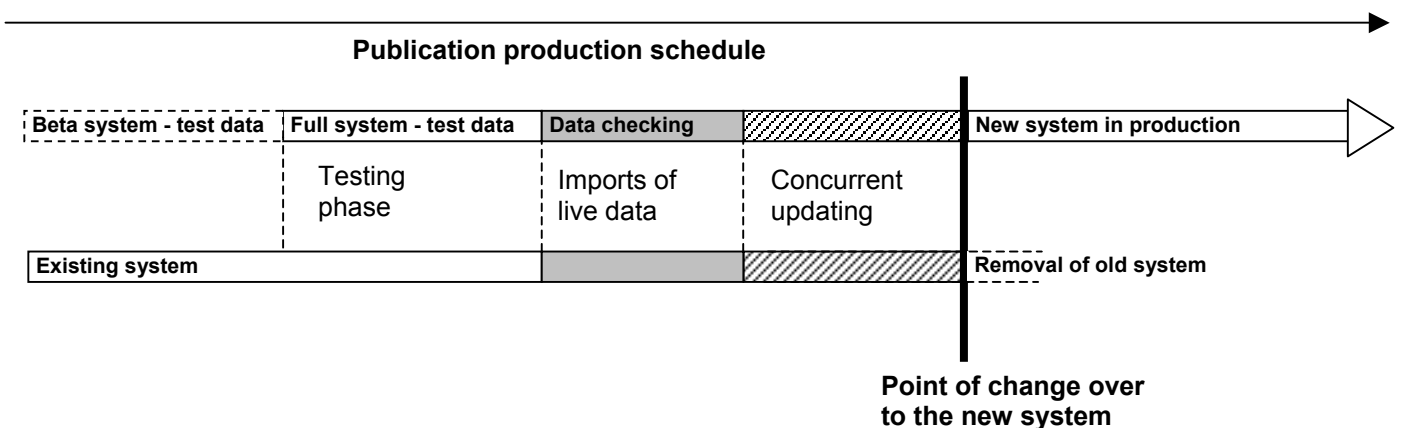 Publication production schedule
Beta system - test data
Full system - test data
Data checking
New system in production
Testing
phase
Imports of
live data
Concurrent
updating
Existing system
Removal of old system
Point of change over
to the new system